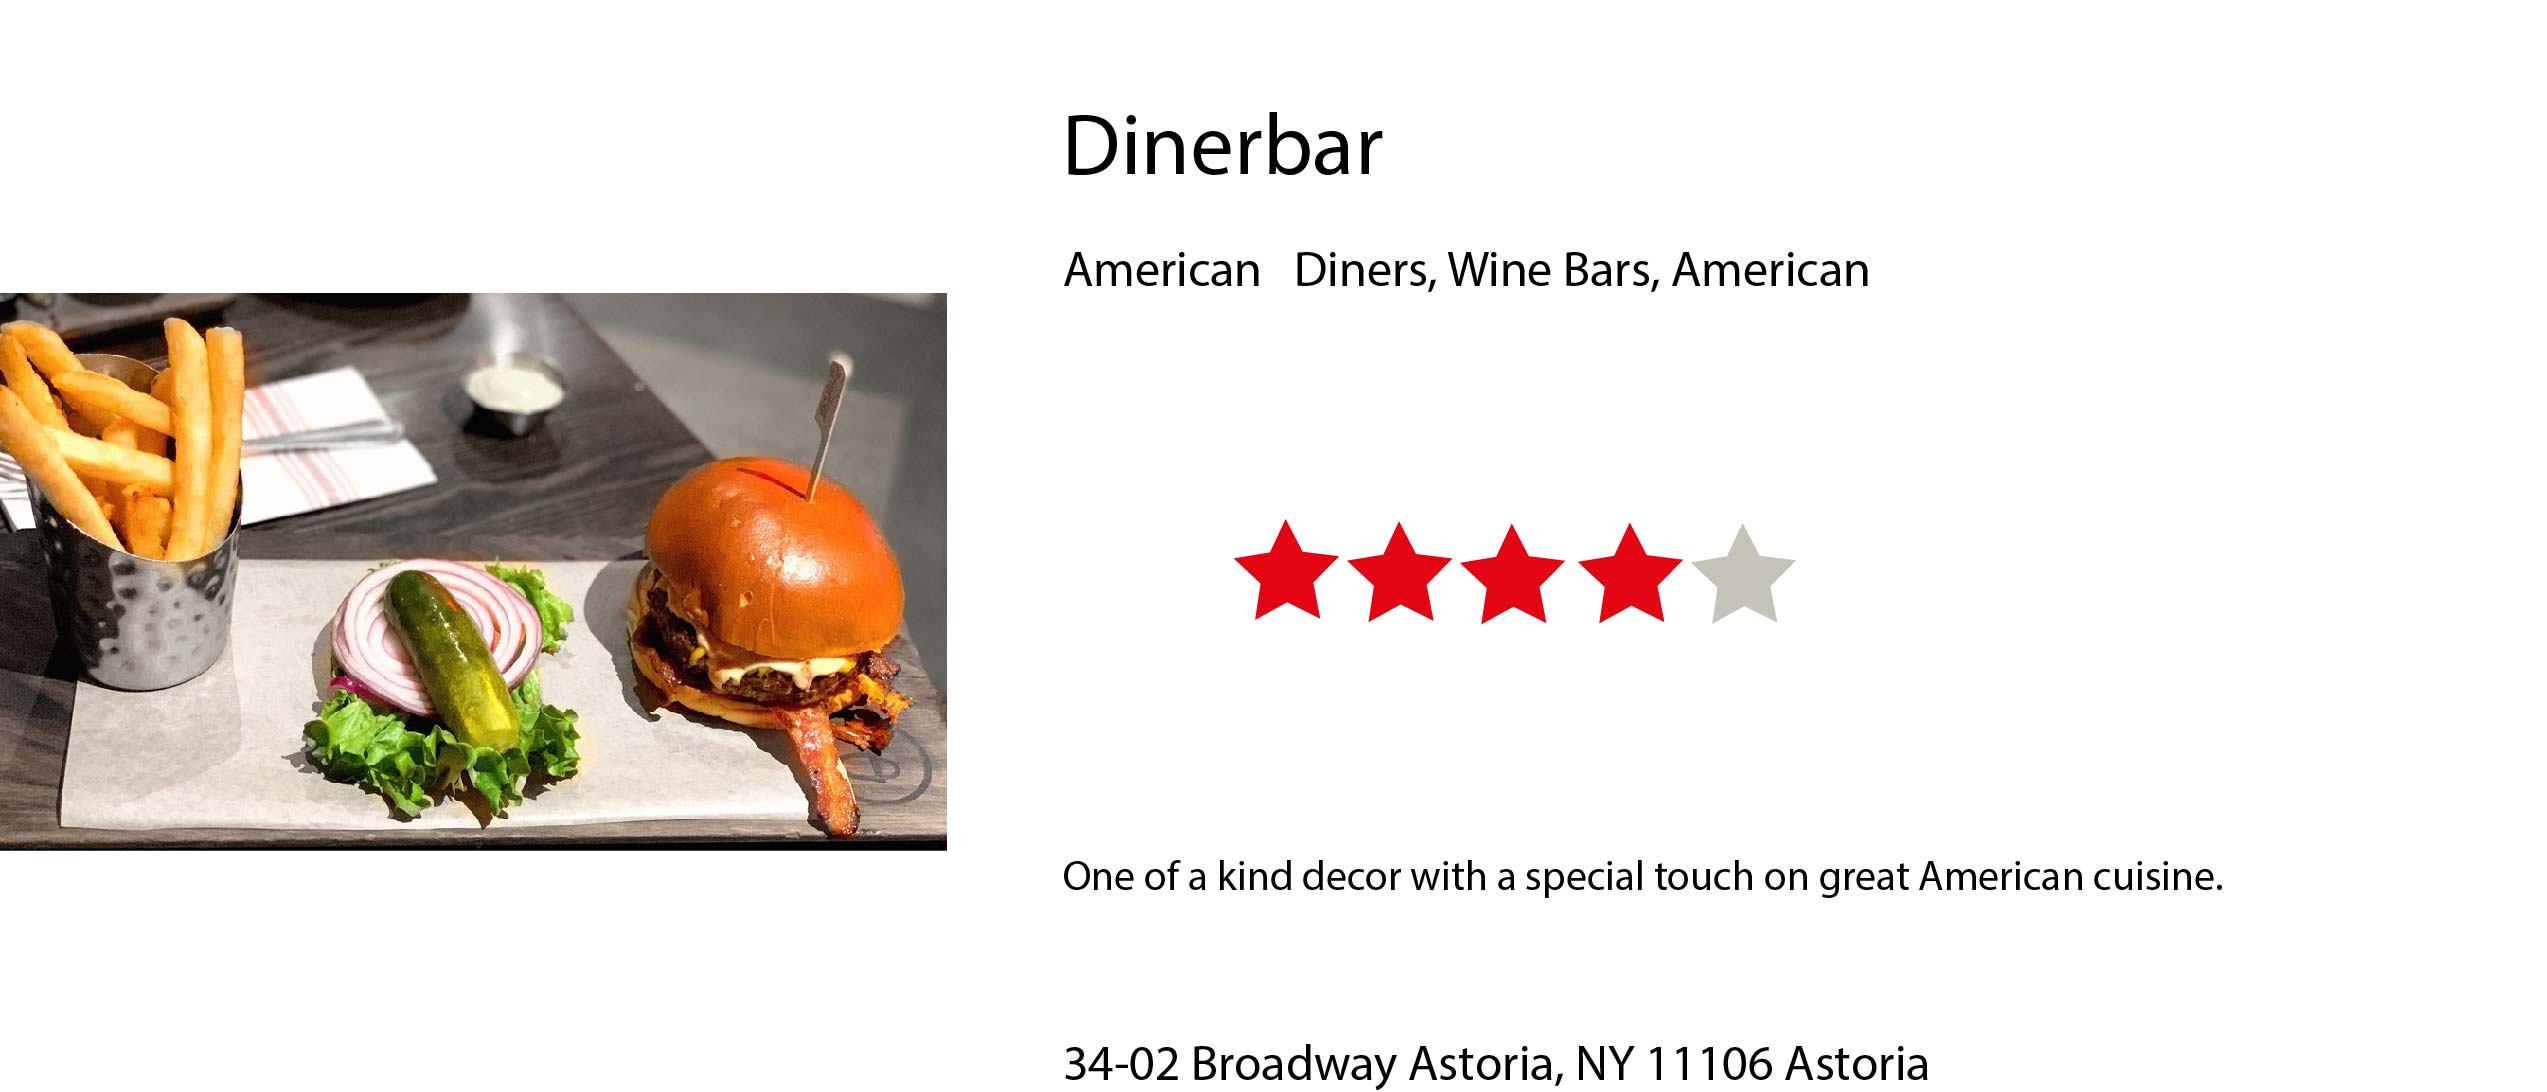 Dinerbar
American Diners, Wine Bars, American
One of a kind decor with a special touch on great American cuisine.
34-02 Broadway Astoria, NY 11106 Astoria